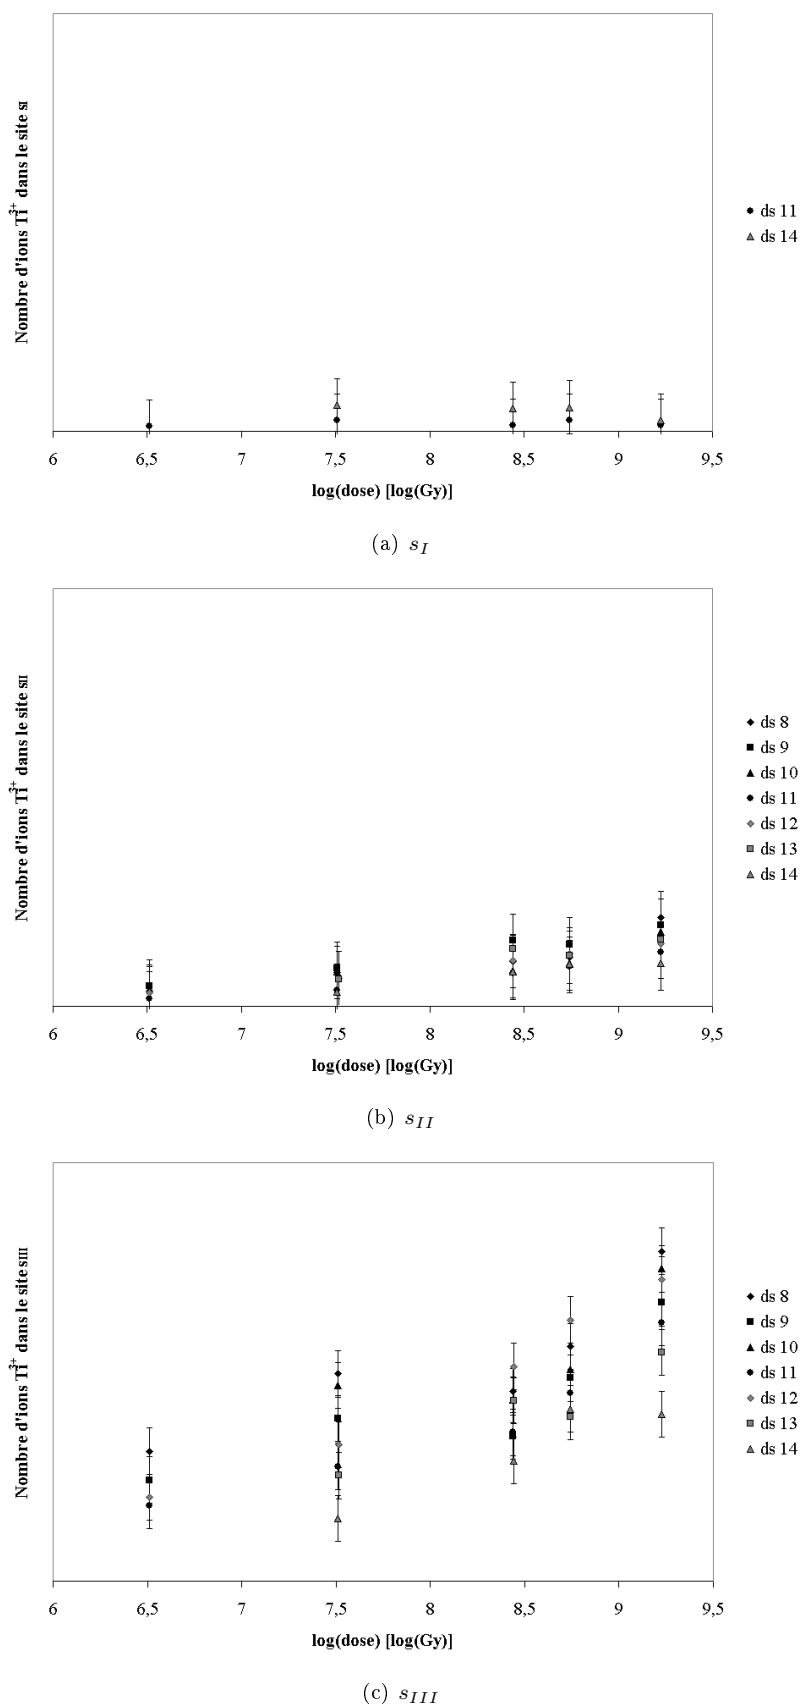 Nombre d'ions Ti3+ dans le site sI
ds 11
ds 14
6 6,5 7 7,5 8 8,5 9 9,5
log(dose) [log(Gy)]
(a) sI
Nombre d'ions Ti3+ dans le site sII
ds 8
ds 9
ds 10
ds 11
ds 12
ds 13
ds 14
6 6,5 7 7,5 8 8,5 9 9,5
log(dose) [log(Gy)]
(b) sII
Nombre d'ions Ti3+ dans le site sIII
ds 8
ds 9
ds 10
ds 11
ds 12
ds 13
ds 14
6 6,5 7 7,5 8 8,5 9 9,5
log(dose) [log(Gy)]
(c) sIII